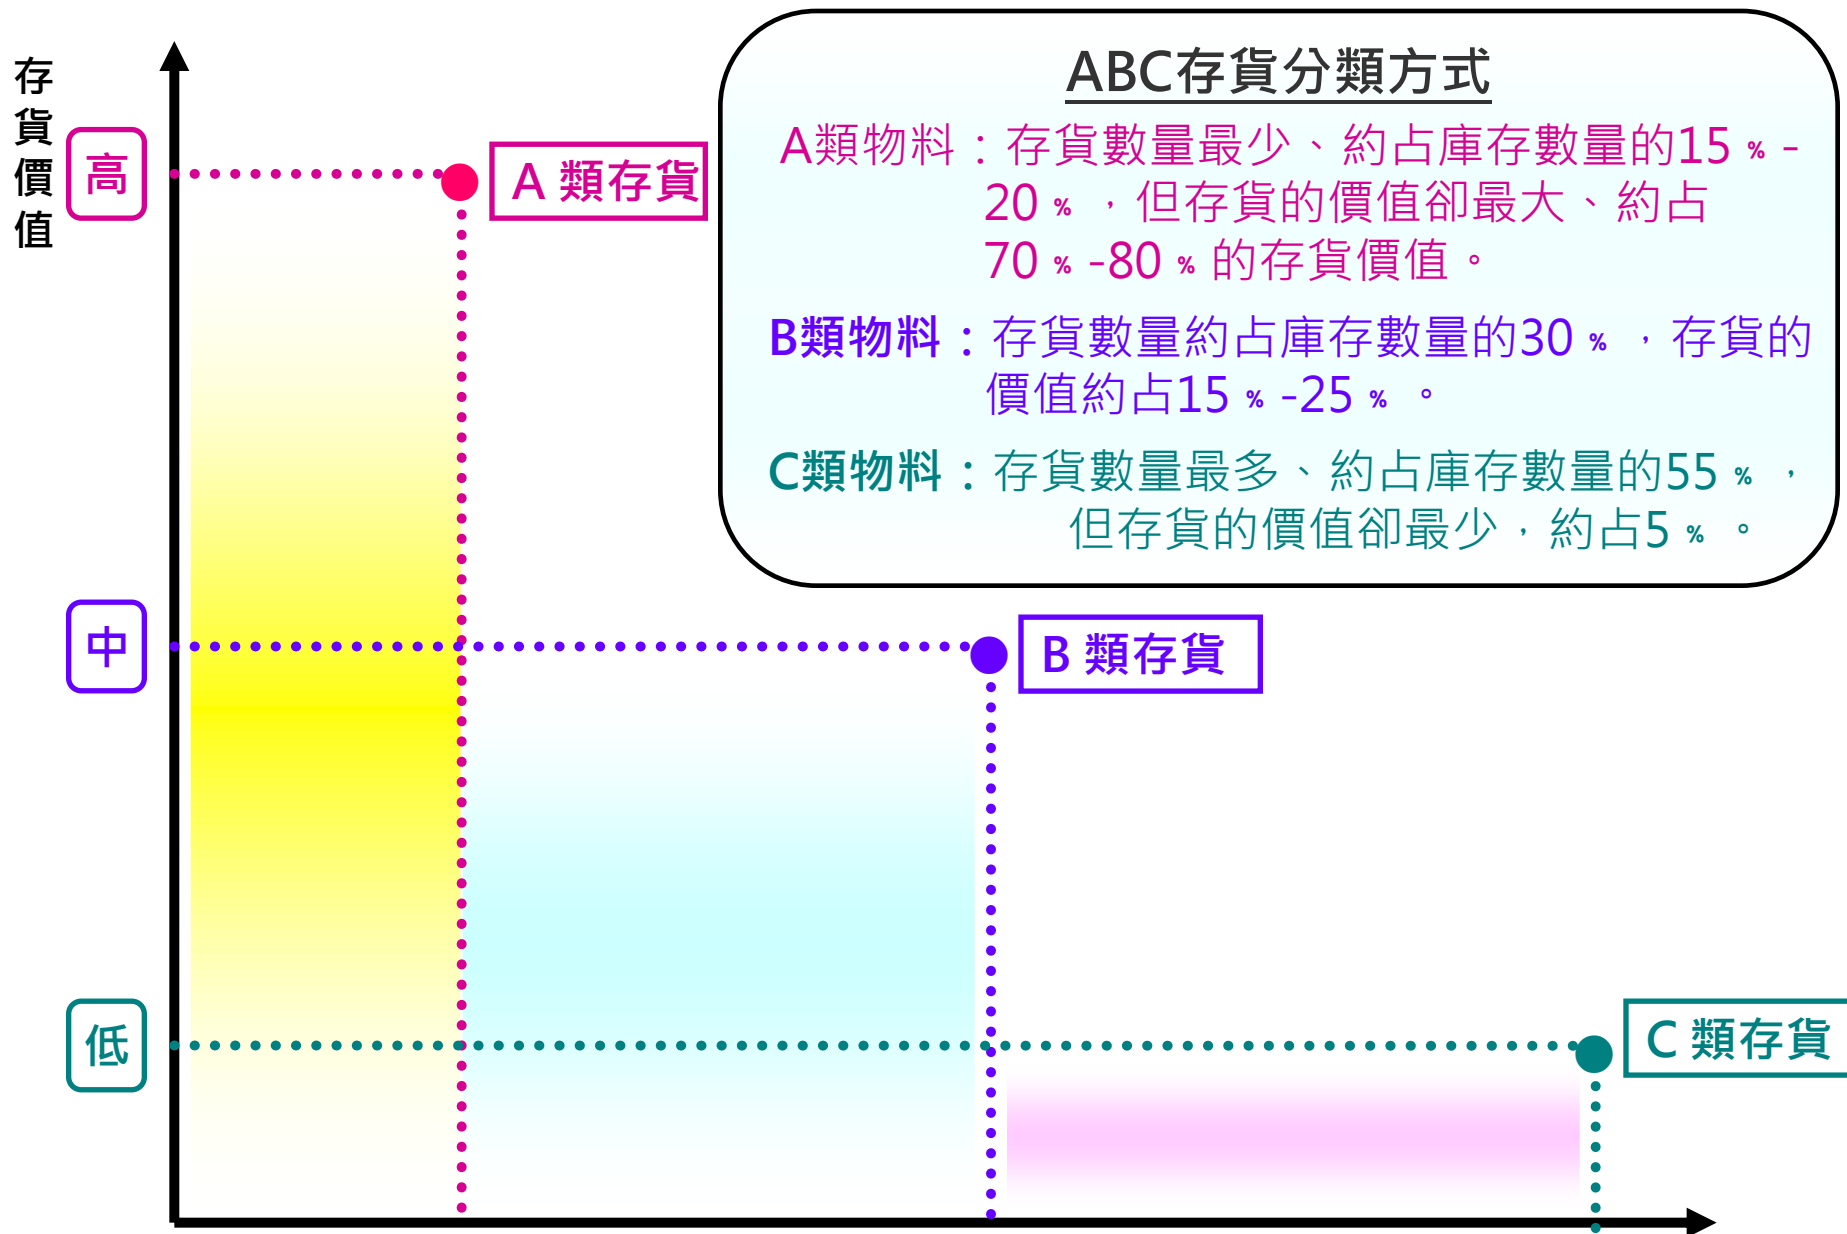 存貨價值
ABC存貨分類方式
A類物料：存貨數量最少、約占庫存數量的15﹪-
20﹪，但存貨的價值卻最大、約占
70﹪-80﹪的存貨價值。
B類物料：存貨數量約占庫存數量的30﹪，存貨的
價值約占15﹪-25﹪。
C類物料：存貨數量最多、約占庫存數量的55﹪，
但存貨的價值卻最少，約占5﹪。
高
A 類存貨
中
B 類存貨
低
C 類存貨